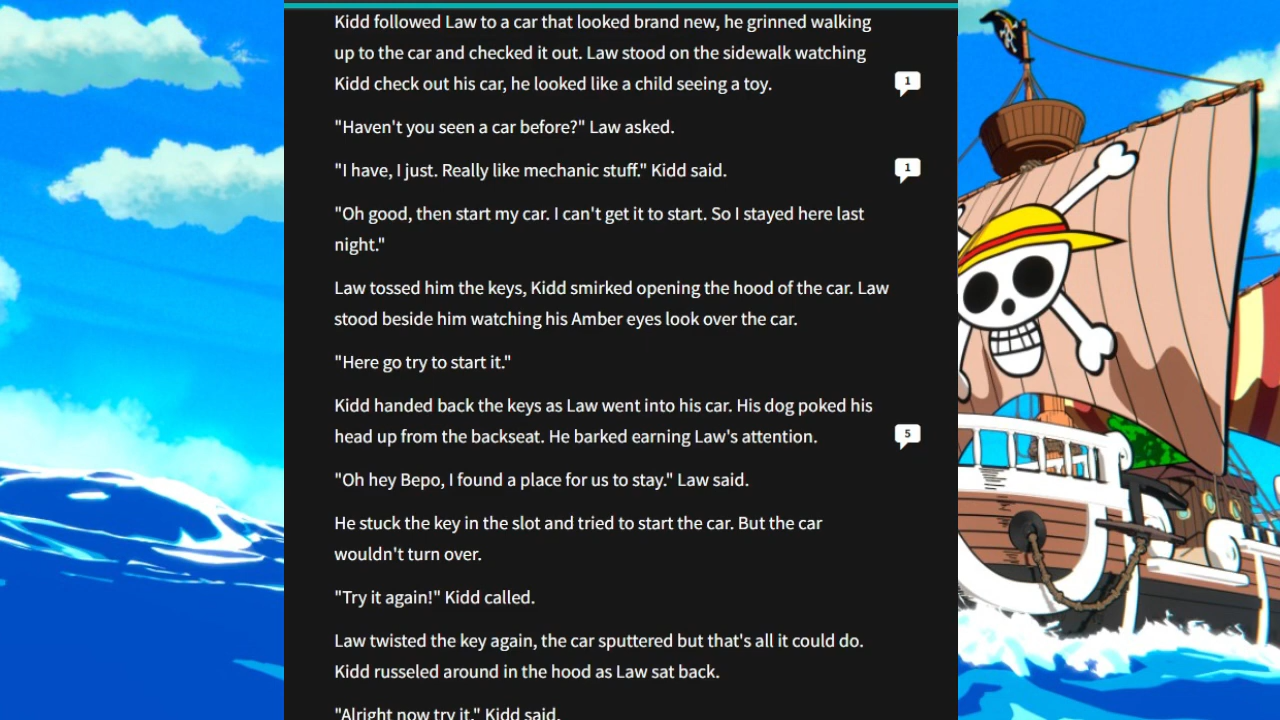 Kidd followed Law to a car that looked brand new, he grinned walking
up to the car and checked it out. Law stood on the sidewalk watching
Kidd check out his car, he looked like a child seeing a toy.
1
"Haven't you seen a car before?" Law asked.
"I have, I just. Really like mechanic stuff." Kidd said.
1
"Oh good, then start my car. I can't get it to start. So I stayed here last
night."
Law tossed him the keys, Kidd smirked opening the hood of the car. Law
stood beside him watching his Amber eyes look over the car.
"Here go try to start it."
Kidd handed back the keys as Law went into his car. His dog poked his
head up from the backseat. He barked earning Law's attention.
5
"Oh hey Bepo, I found a place for us to stay." Law said.
He stuck the key in the slot and tried to start the car. But the car
wouldn't turn over.
"Try it again!" Kidd called.
Law twisted the key again, the car sputtered but that's all it could do.
Kidd russeled around in the hood as Law sat back.
"Alright now try it." Kidd said.